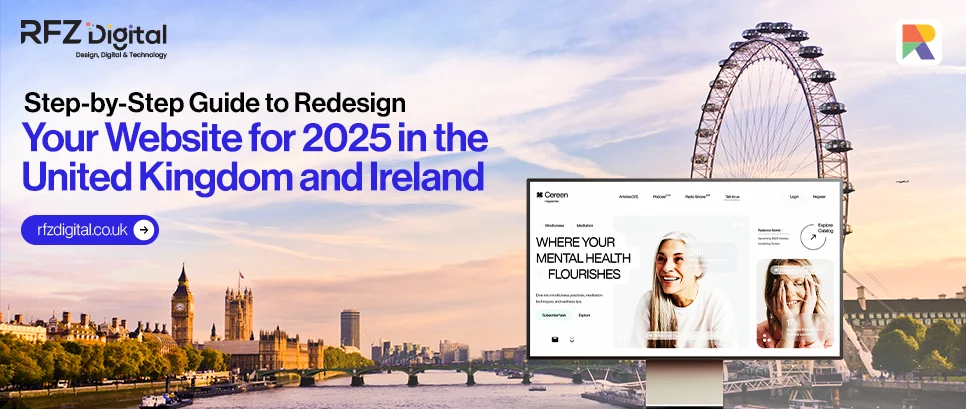 RFZ Digital
Design, Digital & Technology
Step-by-Step Guide to Redesign
Your Website for 2025 in the
United Kingdom and Ireland
rfzdigital.co.uk
Cereen
Articles
Podcast
Radio Shows
Talk to us
Login
Register
Mindfulness
Meditation
WHERE YOUR
MENTAL HEALTH
FLOURISHES
Subscribe Now
Explore
Explore
Catalog